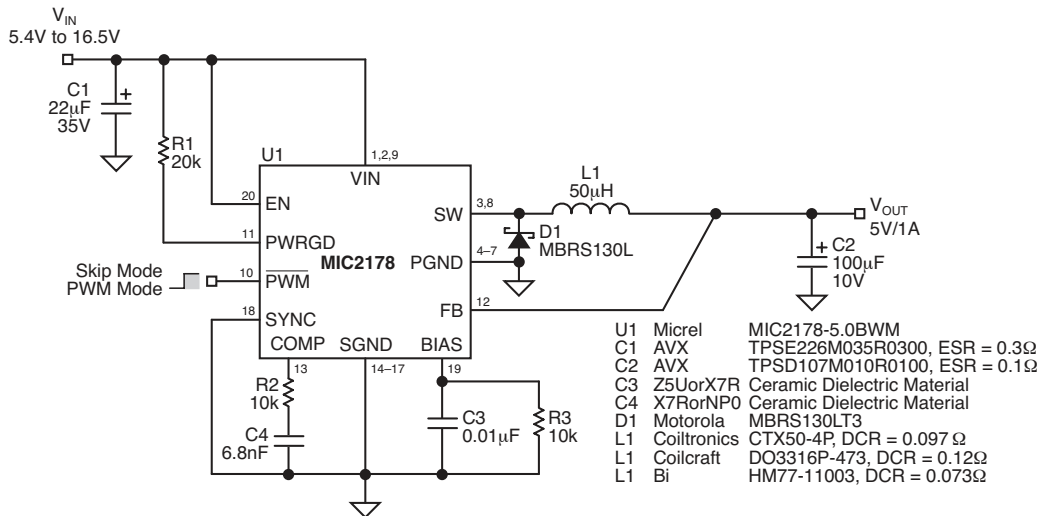 VIN
5.4V to 16.5V
C1
22µF
35V
R1
20k
U1
1,2,9
VIN
20
EN
11
PWRGD
MIC2178
Skip Mode
PWM Mode
10
PWM
18
SYNC
COMP
SGND
BIAS
13
14–17
19
SW
3,8
PGND
4–7
FB
12
L1
50µH
D1
MBRS130L
VOUT
5V/1A
C2
100µF
10V
R2
10k
C4
6.8nF
C3
0.01µF
R3
10k
U1 Micrel MIC2178-5.0BWM
C1 AVX TPSE226M035R0300, ESR = 0.3Ω
C2 AVX TPSD107M010R0100, ESR = 0.1Ω
C3 Z5UorX7R Ceramic Dielectric Material
C4 X7RorNP0 Ceramic Dielectric Material
D1 Motorola MBRS130LT3
L1 Coiltronics CTX50-4P, DCR = 0.097 Ω
L1 Coilcraft DO3316P-473, DCR = 0.12Ω
L1 Bi HM77-11003, DCR = 0.073Ω